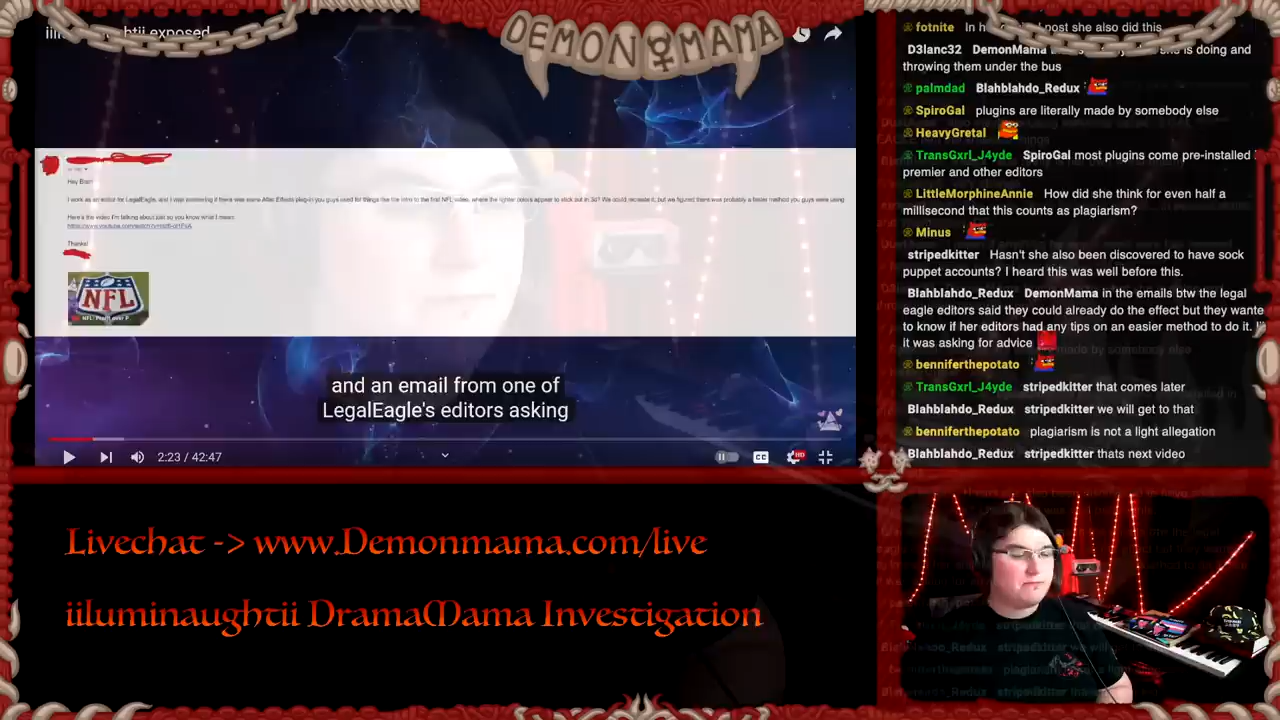 exposed
DEMON MAMA
I work as an editor for LegalEagle, and I was wondering if there was some After Effects plug-in you guys used for things like the intro to the first NFL video, where the lighter colors appear to stick out in 3d? We could recreate it, but we figured there was probably a faster method you guys were using
Here's the video I'm talking about just so you know what I mean:
Thanks!
NFL
and an email from one of
LegalEagle's editors asking
2:23 / 42:47
CC
HD
fotnite In h post she also did this
D3lanc32 DemonMama is doing and
throwing them under the bus
palmdad Blahblahdo_Redux
SpiroGal plugins are literally made by somebody else
HeavyGretal
TransGxrl_J4yde SpiroGal most plugins come pre-installed
premier and other editors
LittleMorphineAnnie How did she think for even half a
millisecond that this counts as plagiarism?
Minus
stripedkitter Hasn't she also been discovered to have sock
puppet accounts? I heard this was well before this.
Blahblahdo_Redux DemonMama in the emails btw the legal
eagle editors said they could already do the effect but they wante
to know if her editors had any tips on an easier method to do it.
it was asking for advice
benniferthepotato
TransGxrl_J4yde stripedkitter that comes later
Blahblahdo_Redux stripedkitter we will get to that
benniferthepotato plagiarism is not a light allegation
Blahblahdo_Redux stripedkitter thats next video
Livechat -> www.Demonmama.com/live
iiluminaughtii DramaMama Investigation